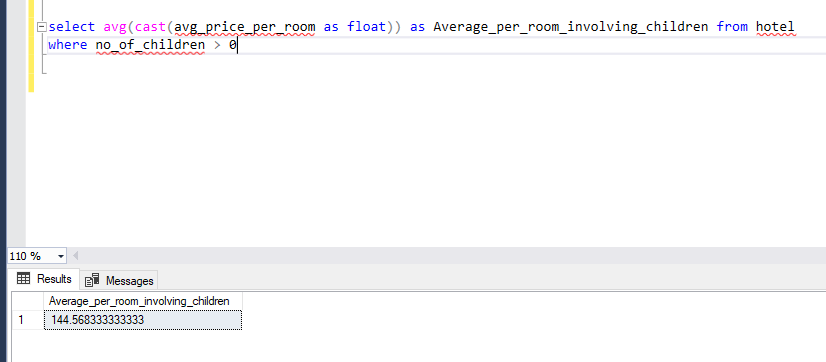 select avg(cast(avg_price_per_room as float)) as Average_per_room_involving_children from hotel
where no_of_children > 0
110 %
Results Messages
Average_per_room_involving_children
1 144.568333333333